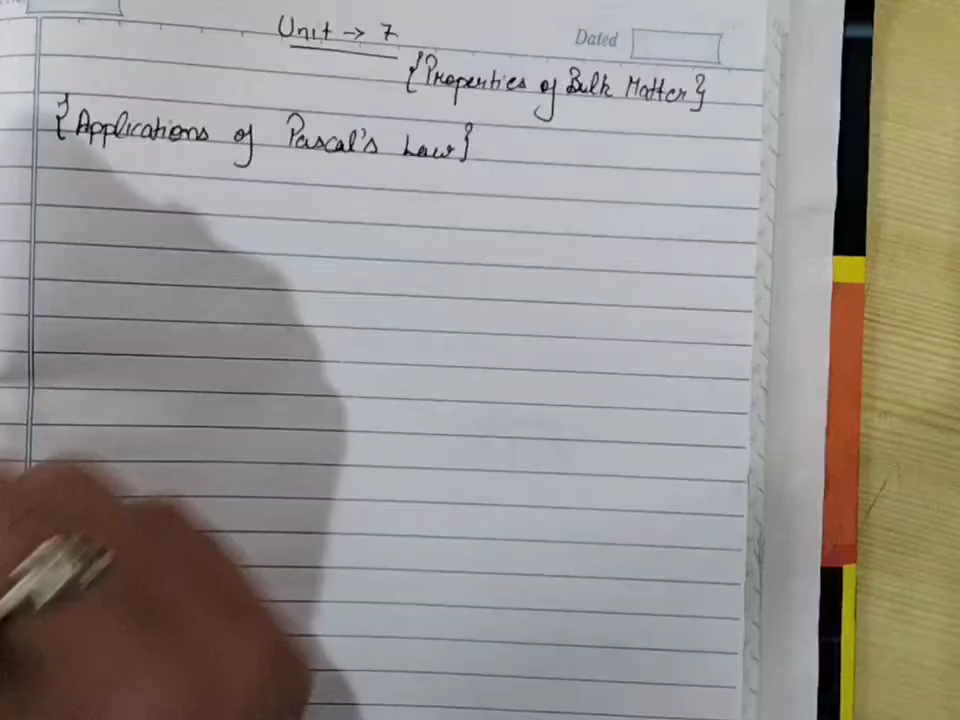 Unit → 7
Dated
{Properties of Bulk Matter}
{Applications of Pascal's Law}